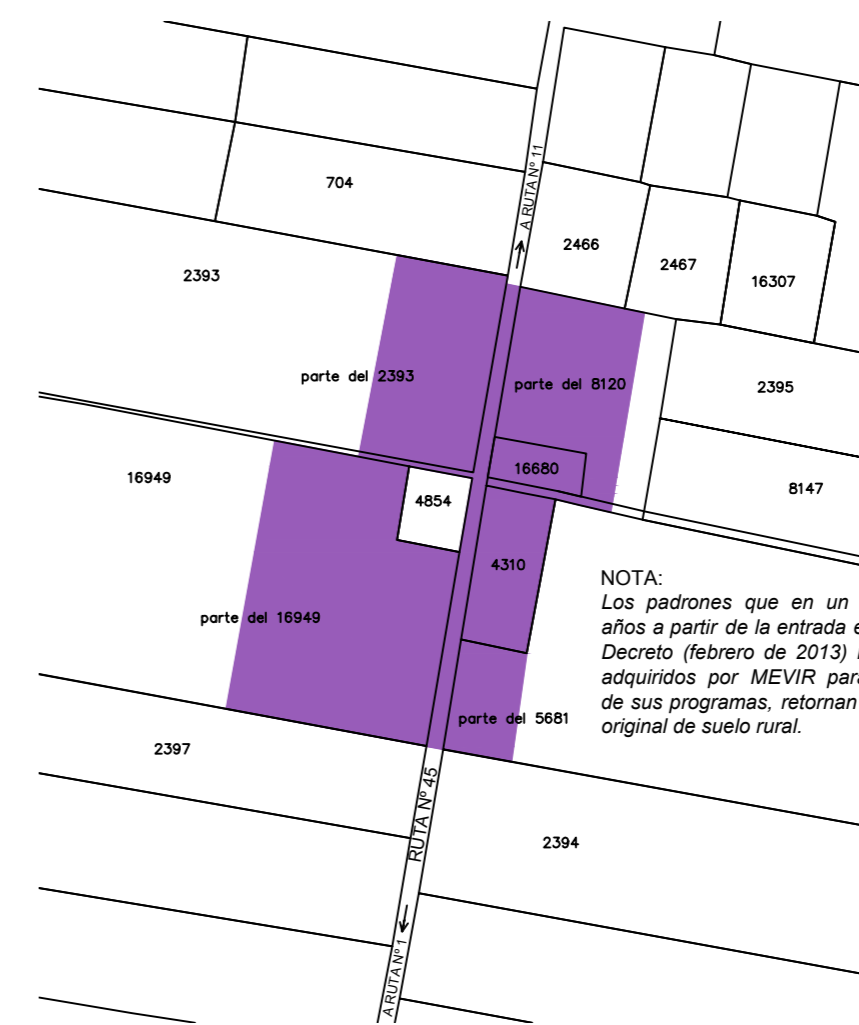 A RUTA Nº 11
704
2466
2467
2393
16307
parte del 2393
parte del 8120
2395
16680
16949
4854
8147
4310
NOTA:
Los padrones que en un
años a partir de la entrada
Decreto (febrero de 2013)
adquiridos por MEVIR
de sus programas, retornan
original de suelo rural.
parte del 16949
parte del 5681
2397
RUTA Nº 45
2394
A RUTA Nº 1